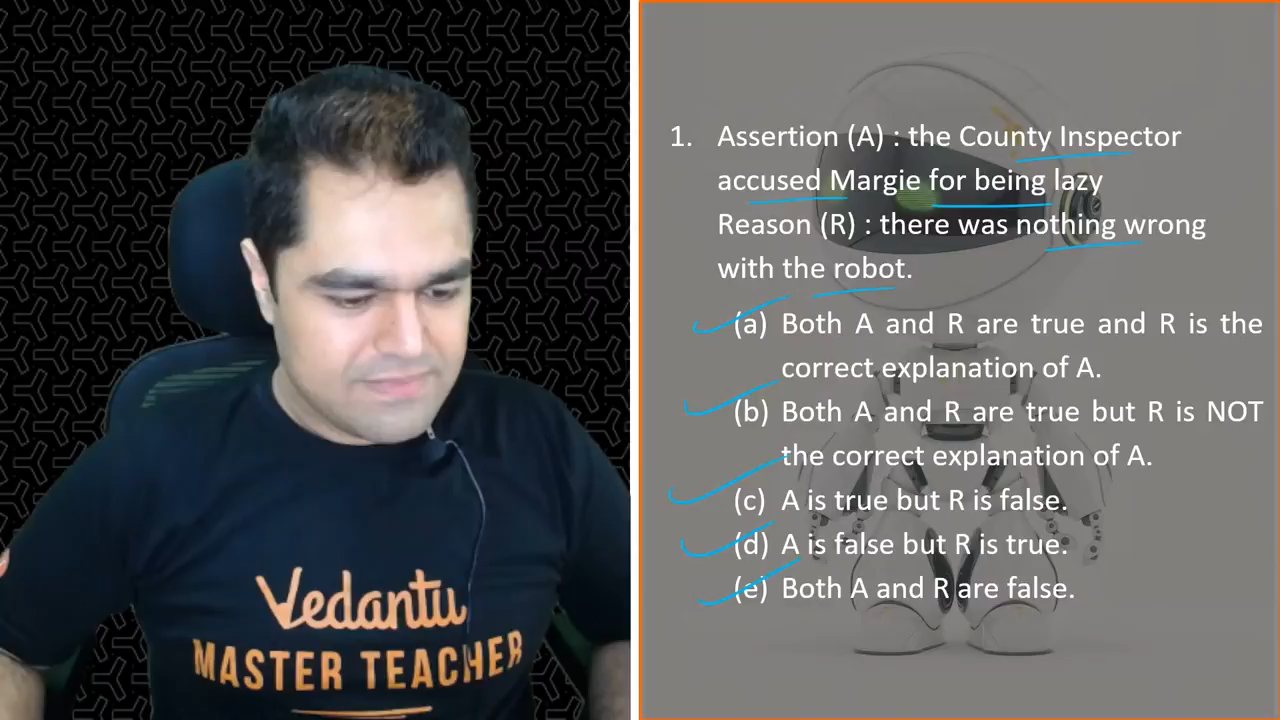 1. Assertion (A) : the County Inspector
accused Margie for being lazy
Reason (R) : there was nothing wrong
with the robot.
(a) Both A and R are true and R is the
correct explanation of A.
(b) Both A and R are true but R is NOT
the correct explanation of A.
(c) A is true but R is false.
(d) A is false but R is true.
(e) Both A and R are false.
Vedantu
MASTER TEACHER